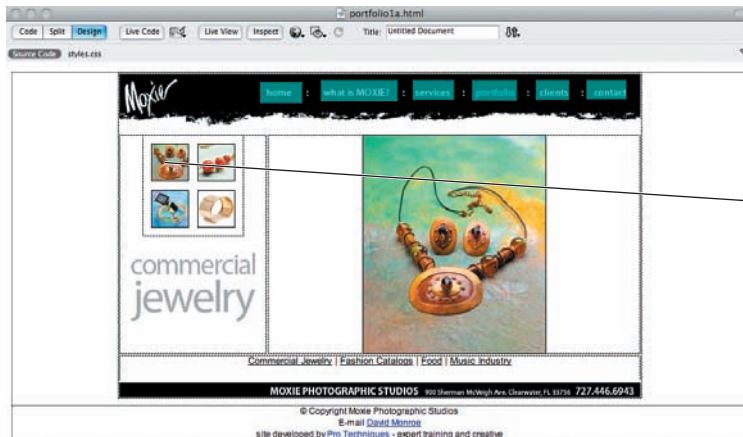 portfolio1a.html
Code Split Design Live Code Live View Inspect Title: Untitled Document
Source Code styles.css
Moxie
home : what is MOXIE? : services : portfolio : clients : contact
commercial
jewelry
Commercial Jewelry | Fashion Catalogs | Food | Music Industry
MOXIE PHOTOGRAPHIC STUDIOS 900 Sherman McVeigh Ave. Clearwater, FL 33756 727.446.6943
© Copyright Moxie Photographic Studios
E-mail David Monroe
site developed by Pro Techniques - expert training and creative